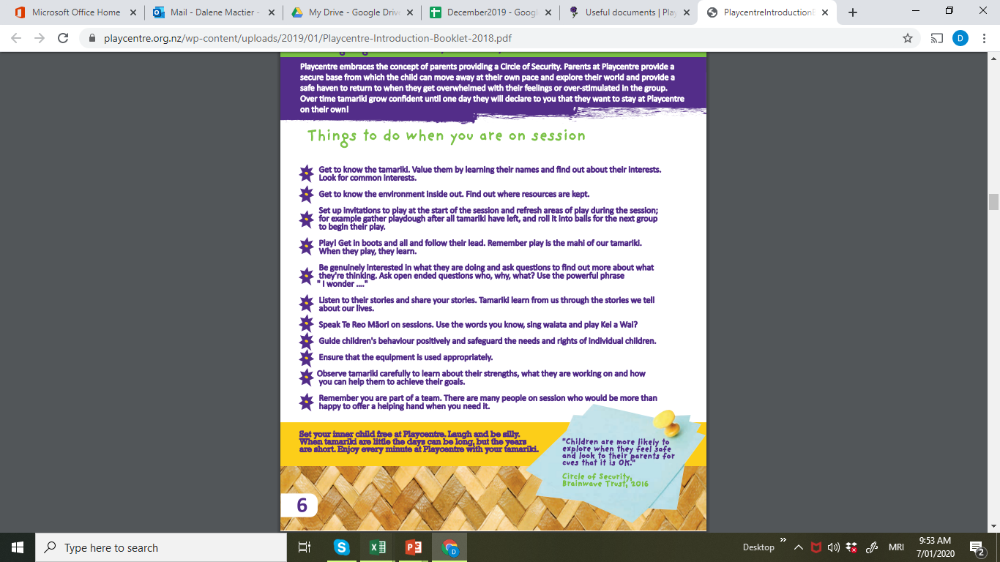 Microsoft Office Home
Mail - Dalene Mactier -
My Drive - Google Driv
December2019 - Googl
Useful documents | Play
PlaycentreIntroductionB
playcentre.org.nz/wp-content/uploads/2019/01/Playcentre-Introduction-Booklet-2018.pdf
D
Playcentre embraces the concept of parents providing a Circle of Security. Parents at Playcentre provide a
secure base from which the child can move away at their own pace and explore their world and provide a
safe haven to return to when they get overwhelmed with their feelings or over-stimulated in the group.
Over time tamariki grow confident until one day they will declare to you that they want to stay at Playcentre
on their own!
Things to do when you are on session
Get to know the tamariki. Value them by learning their names and find out about their interests.
Look for common interests.
Get to know the environment inside out. Find out where resources are kept.
Set up invitations to play at the start of the session and refresh areas of play during the session;
for example gather playdough after all tamariki have left, and roll it into balls for the next group
to begin their play.
Play! Get in boots and all and follow their lead. Remember play is the mahi of our tamariki.
When they play, they learn.
Be genuinely interested in what they are doing and ask questions to find out more about what
they're thinking. Ask open ended questions who, why, what? Use the powerful phrase
" I wonder ...."
Listen to their stories and share your stories. Tamariki learn from us through the stories we tell
about our lives.
Speak Te Reo Māori on sessions. Use the words you know, sing waiata and play Kei a Wai?
Guide children's behaviour positively and safeguard the needs and rights of individual children.
Ensure that the equipment is used appropriately.
Observe tamariki carefully to learn about their strengths, what they are working on and how
you can help them to achieve their goals.
Remember you are part of a team. There are many people on session who would be more than
happy to offer a helping hand when you need it.
Set your inner child free at Playcentre. Laugh and be silly.
When tamariki are little the days can be long, but the years
are short. Enjoy every minute at Playcentre with your tamariki.
"Children are more likely to
explore when they feel safe
and look to their parents for
cues that it is OK."
Circle of Security,
Brainwave Trust, 2016
6
Type here to search
Desktop
MRI
9:53 AM
7/01/2020
2